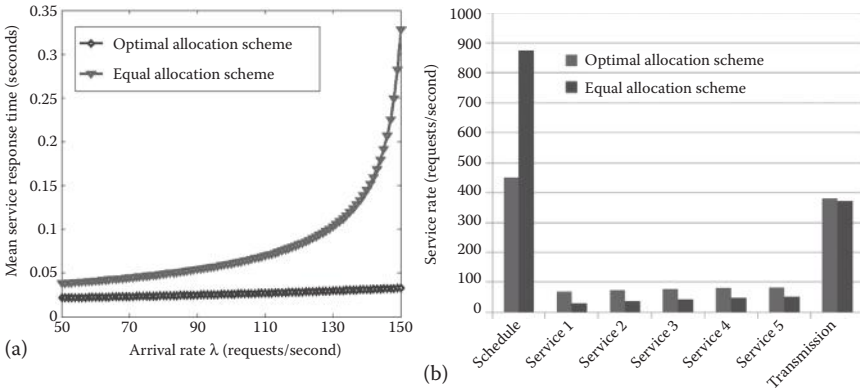 Mean service response time (seconds)
0.35
0.3
0.25
0.2
0.15
0.1
0.05
0
Optimal allocation scheme
Equal allocation scheme
50
70
90
110
130
150
Arrival rate λ (requests/second)
(a)
Service rate (requests/second)
1000
900
800
700
600
500
400
300
200
100
0
Optimal allocation scheme
Equal allocation scheme
Schedule
Service 1
Service 2
Service 3
Service 4
Service 5
Transmission
(b)